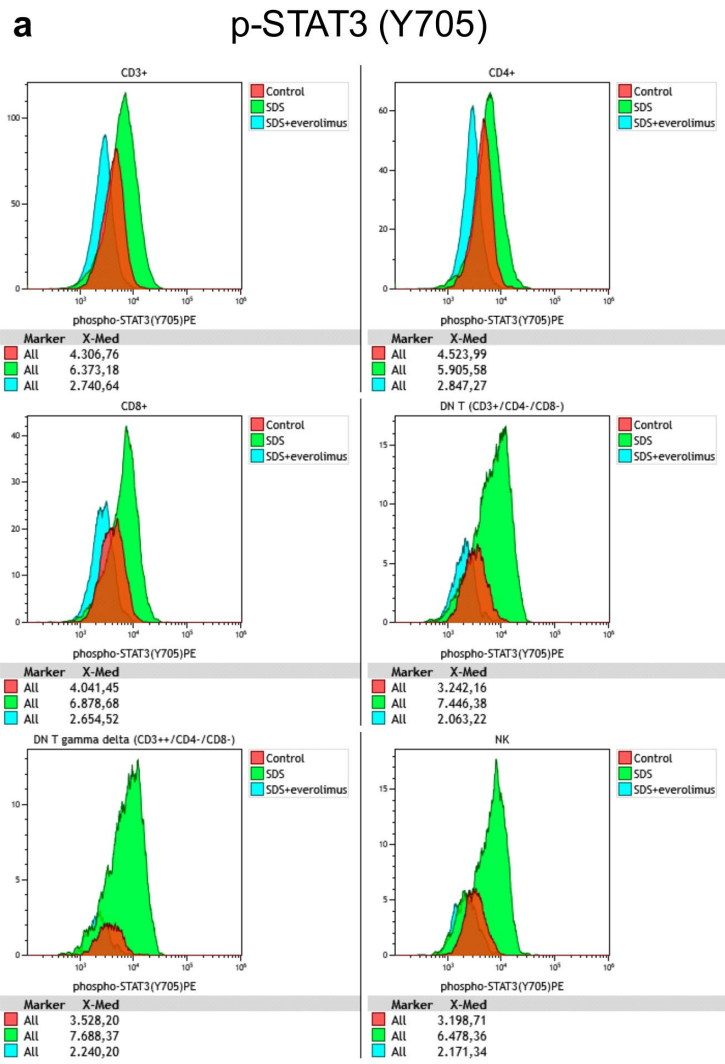 a
p-STAT3 (Y705)
CD3+
Control
SDS
SDS+everolimus
100
50
0
10³ 10⁴ 10⁵ 10⁶
phospho-STAT3(Y705)PE
Marker X-Med
All 4.306,76
All 6.373,18
All 2.740,64
CD4+
Control
SDS
SDS+everolimus
60
40
20
0
10³ 10⁴ 10⁵ 10⁶
phospho-STAT3(Y705)PE
Marker X-Med
All 4.523,99
All 5.905,58
All 2.847,27
CD8+
Control
SDS
SDS+everolimus
40
30
20
10
0
10³ 10⁴ 10⁵ 10⁶
phospho-STAT3(Y705)PE
Marker X-Med
All 4.041,45
All 6.878,68
All 2.654,52
DN T (CD3+/CD4-/CD8-)
Control
SDS
SDS+everolimus
15
10
5
0
10³ 10⁴ 10⁵ 10⁶
phospho-STAT3(Y705)PE
Marker X-Med
All 3.242,16
All 7.446,38
All 2.063,22
DN T gamma delta (CD3++/CD4-/CD8-)
Control
SDS
SDS+everolimus
10
5
0
10³ 10⁴ 10⁵ 10⁶
phospho-STAT3(Y705)PE
Marker X-Med
All 3.528,20
All 7.688,37
All 2.240,20
NK
Control
SDS
SDS+everolimus
15
10
5
0
10³ 10⁴ 10⁵ 10⁶
phospho-STAT3(Y705)PE
Marker X-Med
All 3.198,71
All 6.478,36
All 2.171,34